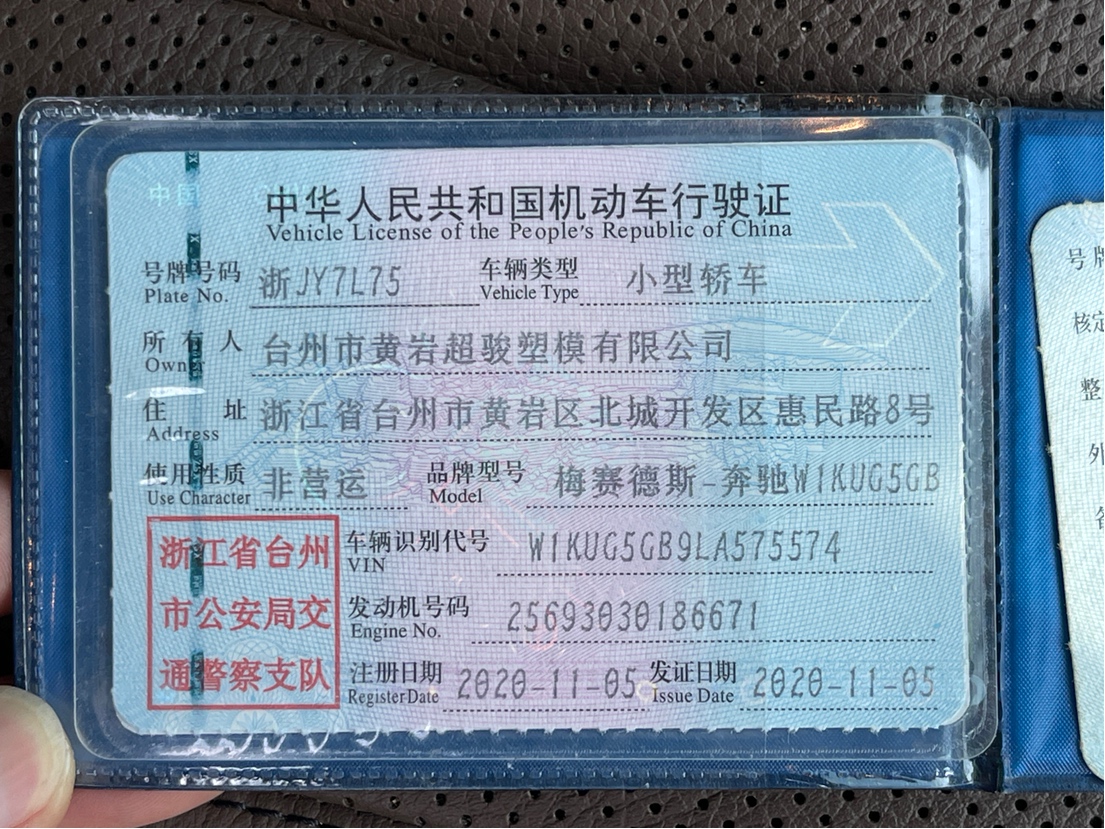 中华人民共和国机动车行驶证
Vehicle License of the People's Republic of China
号牌号码 浙JY7L75 车辆类型 小型轿车
Plate No. Vehicle Type
所有人 台州市黄岩超骏塑模有限公司
Owner
住址 浙江省台州市黄岩区北城开发区惠民路8号
Address
使用性质 非营运 品牌型号 梅赛德斯-奔驰W1KUG5GB
Use Character Model
浙江省台州
市公安局交
通警察支队
车辆识别代号 W1KUG5GB9LA575574
VIN
发动机号码 25693030186671
Engine No.
注册日期 2020-11-05 发证日期 2020-11-05
Register Date Issue Date
号牌
核定
整
外